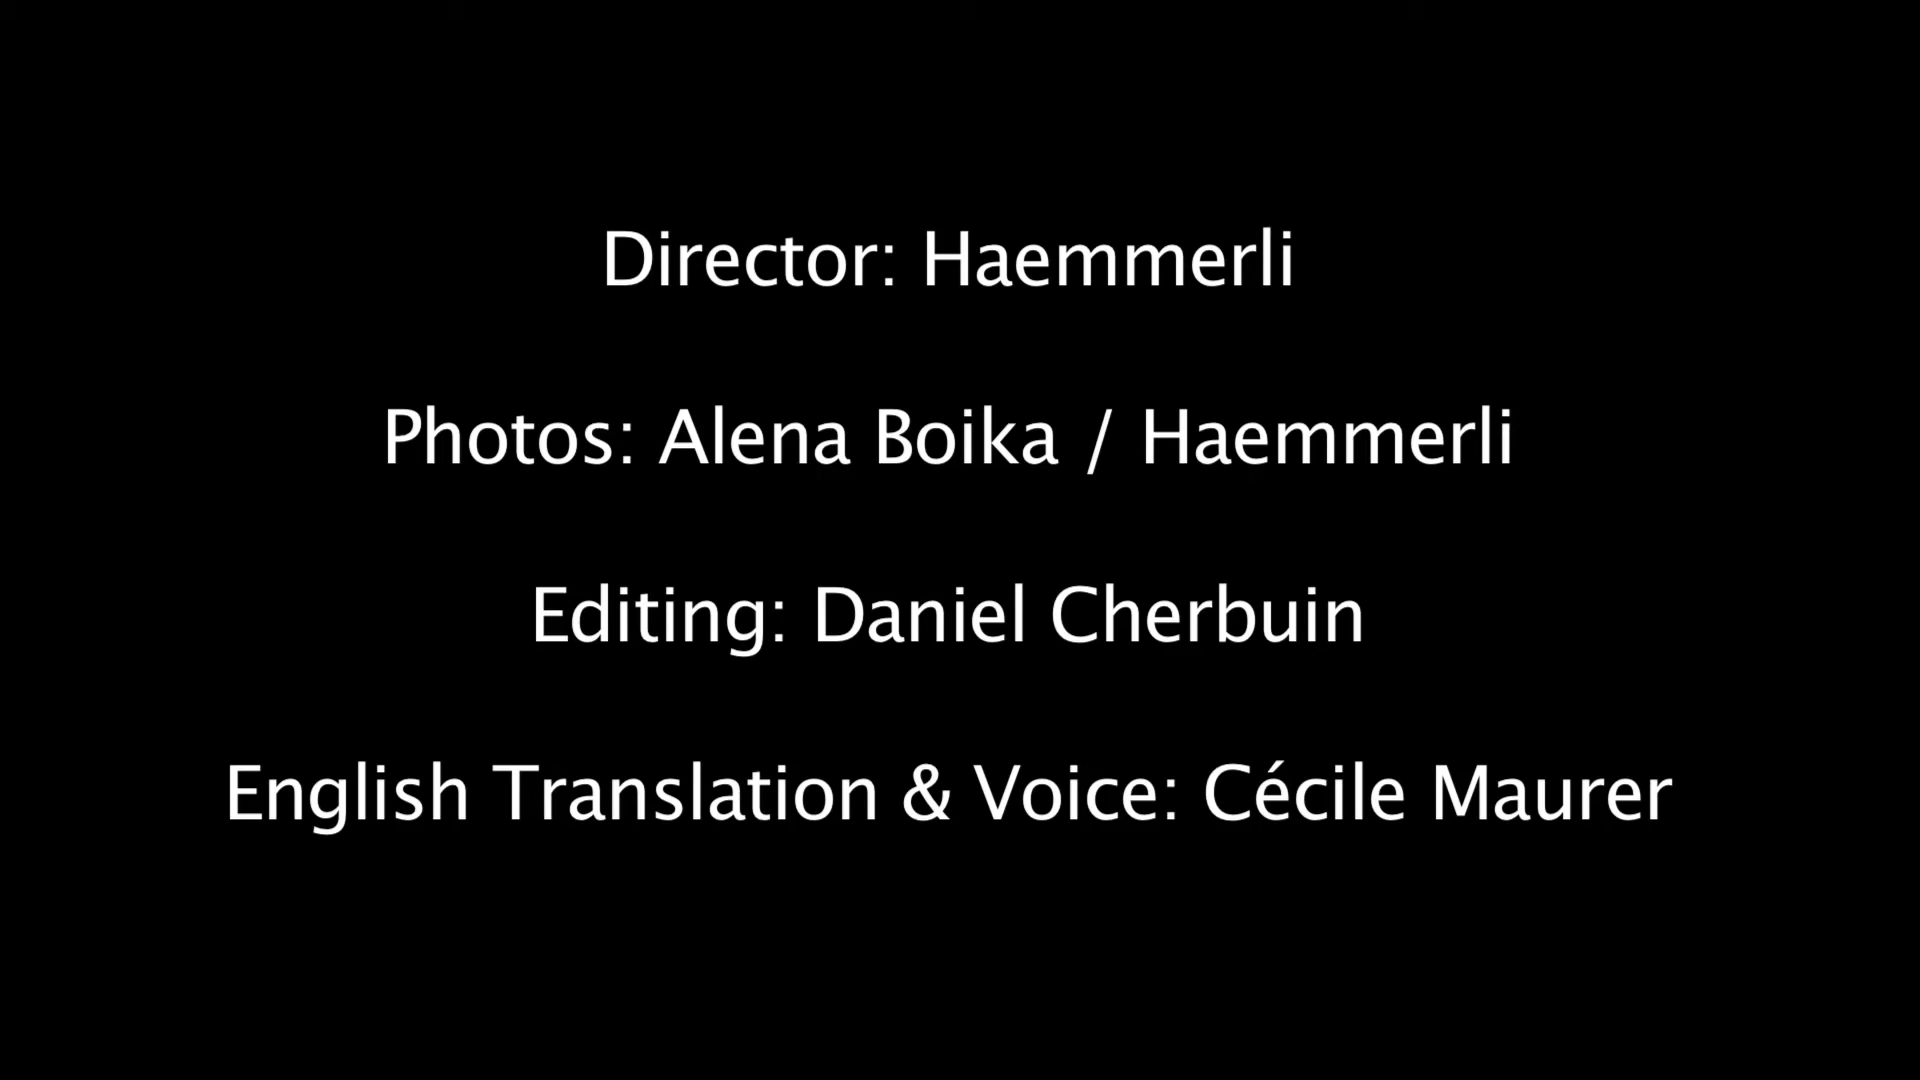 Director: Haemmerli
Photos: Alena Boika / Haemmerli
Editing: Daniel Cherbuin
English Translation & Voice: Cécile Maurer